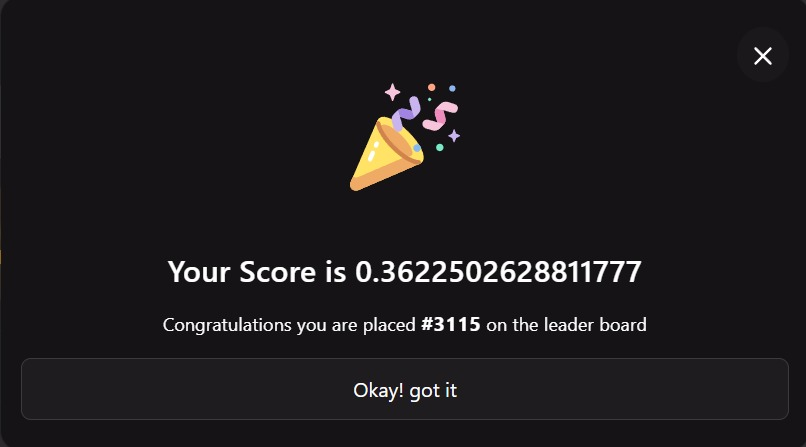 Your Score is 0.3622502628811777
Congratulations you are placed #3115 on the leader board
Okay! got it